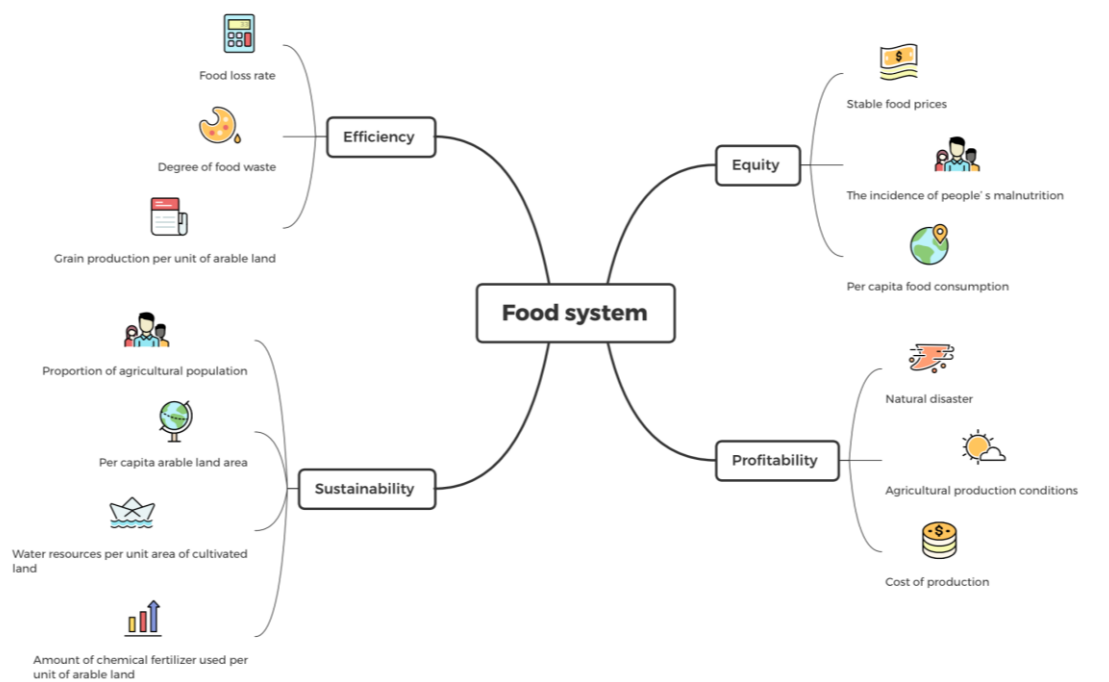 Food system
Efficiency
Food loss rate
Degree of food waste
Grain production per unit of arable land
Sustainability
Proportion of agricultural population
Per capita arable land area
Water resources per unit area of cultivated
land
Amount of chemical fertilizer used per
unit of arable land
Equity
Stable food prices
The incidence of people’ s malnutrition
Per capita food consumption
Profitability
Natural disaster
Agricultural production conditions
Cost of production
$
$